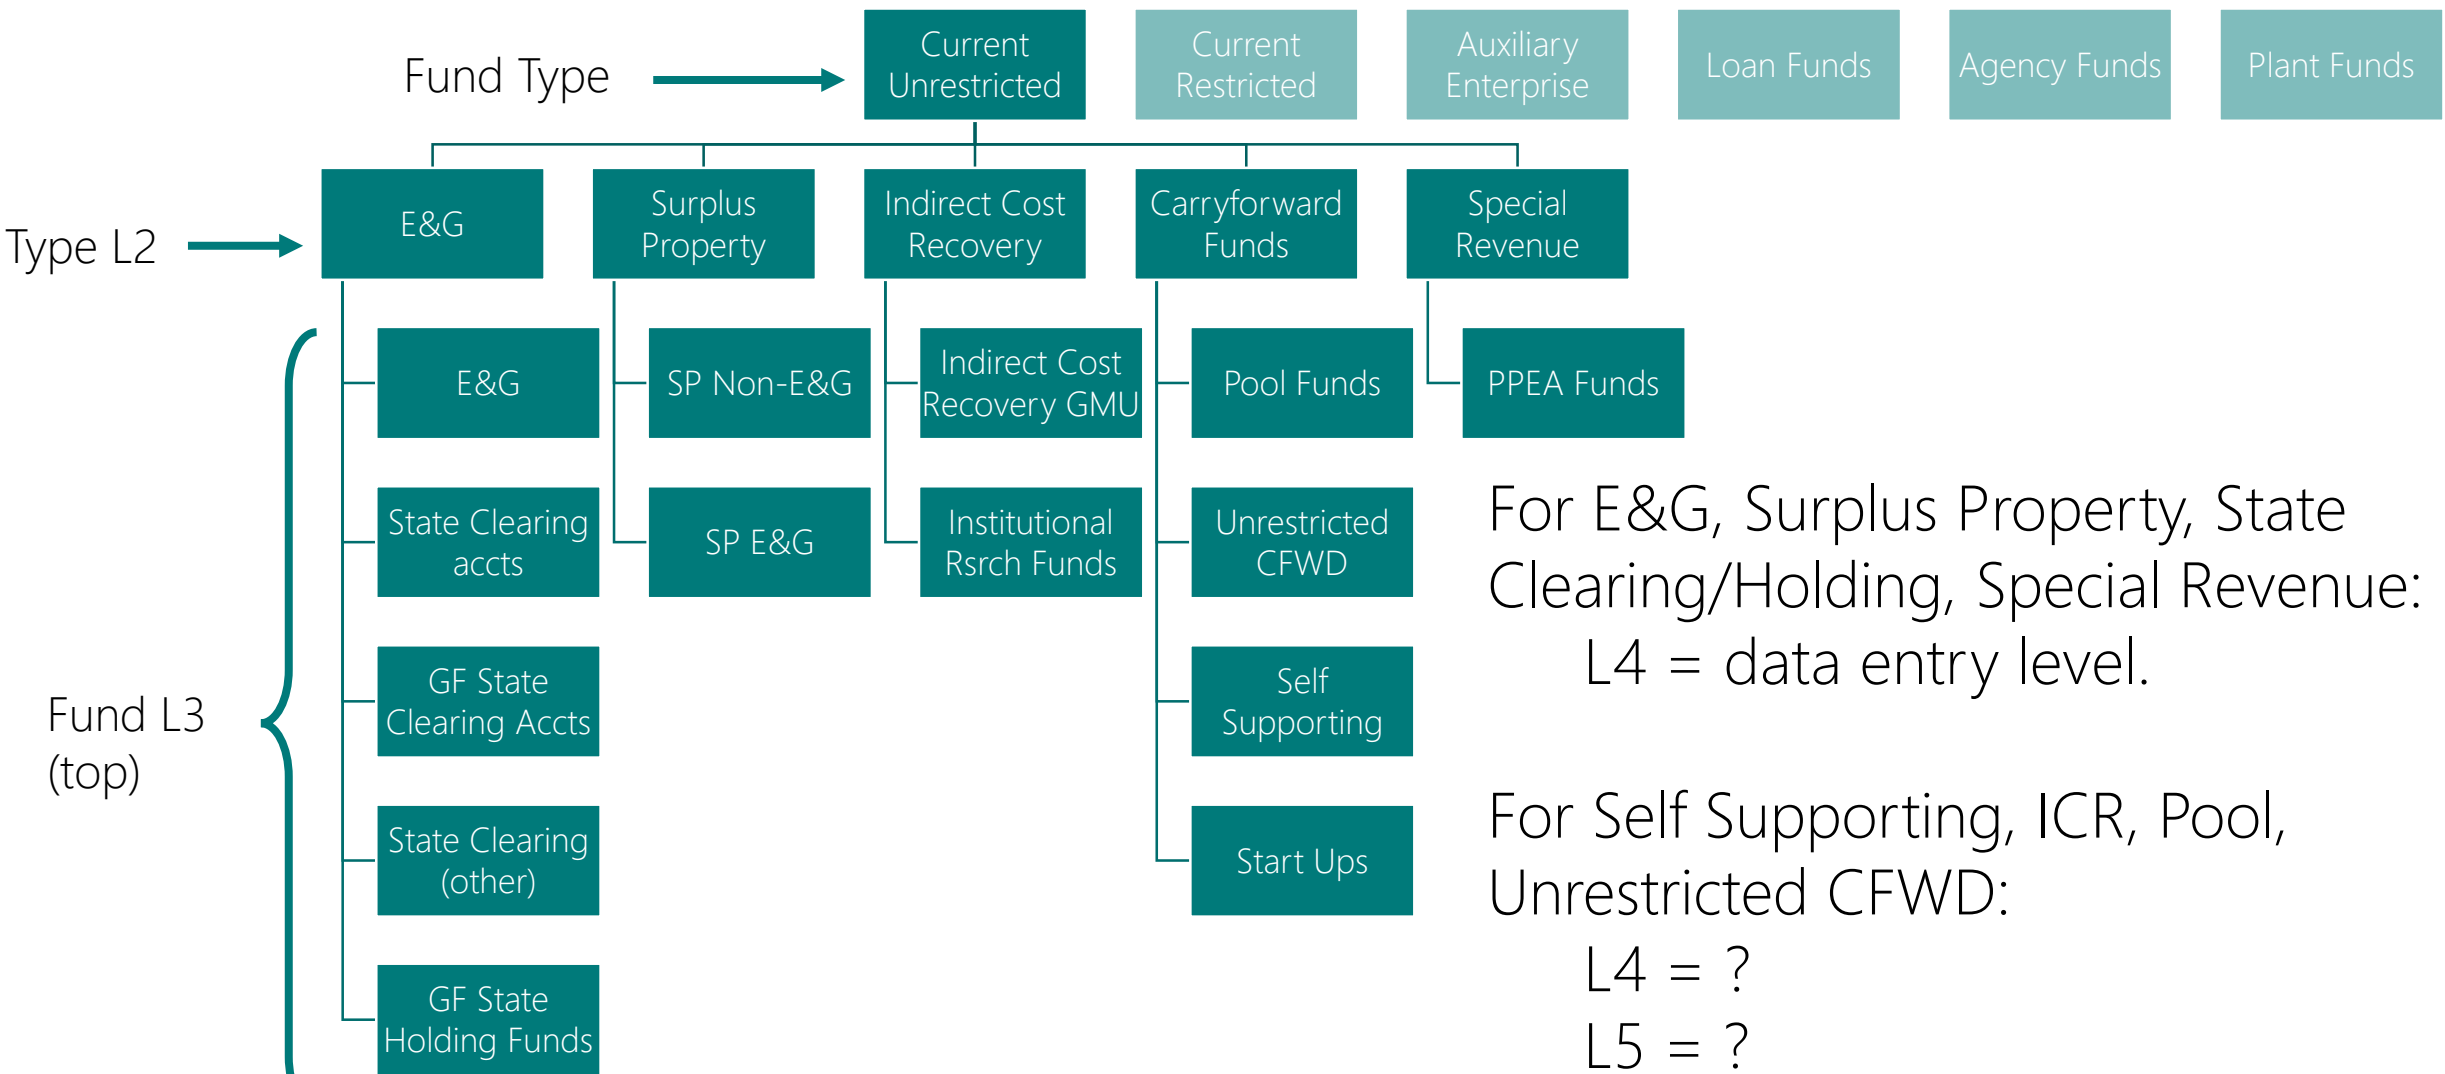 Fund Type
Current
Unrestricted
Current
Restricted
Auxiliary
Enterprise
Loan Funds
Agency Funds
Plant Funds
Type L2
E&G
Surplus
Property
Indirect Cost
Recovery
Carryforward
Funds
Special
Revenue
Fund L3
(top)
E&G
State Clearing
accts
GF State
Clearing Accts
State Clearing
(other)
GF State
Holding Funds
SP Non-E&G
SP E&G
Indirect Cost
Recovery GMU
Institutional
Rsrch Funds
Pool Funds
Unrestricted
CFWD
Self
Supporting
Start Ups
PPEA Funds
For E&G, Surplus Property, State
Clearing/Holding, Special Revenue:
L4 = data entry level.
For Self Supporting, ICR, Pool,
Unrestricted CFWD:
L4 = ?
L5 = ?